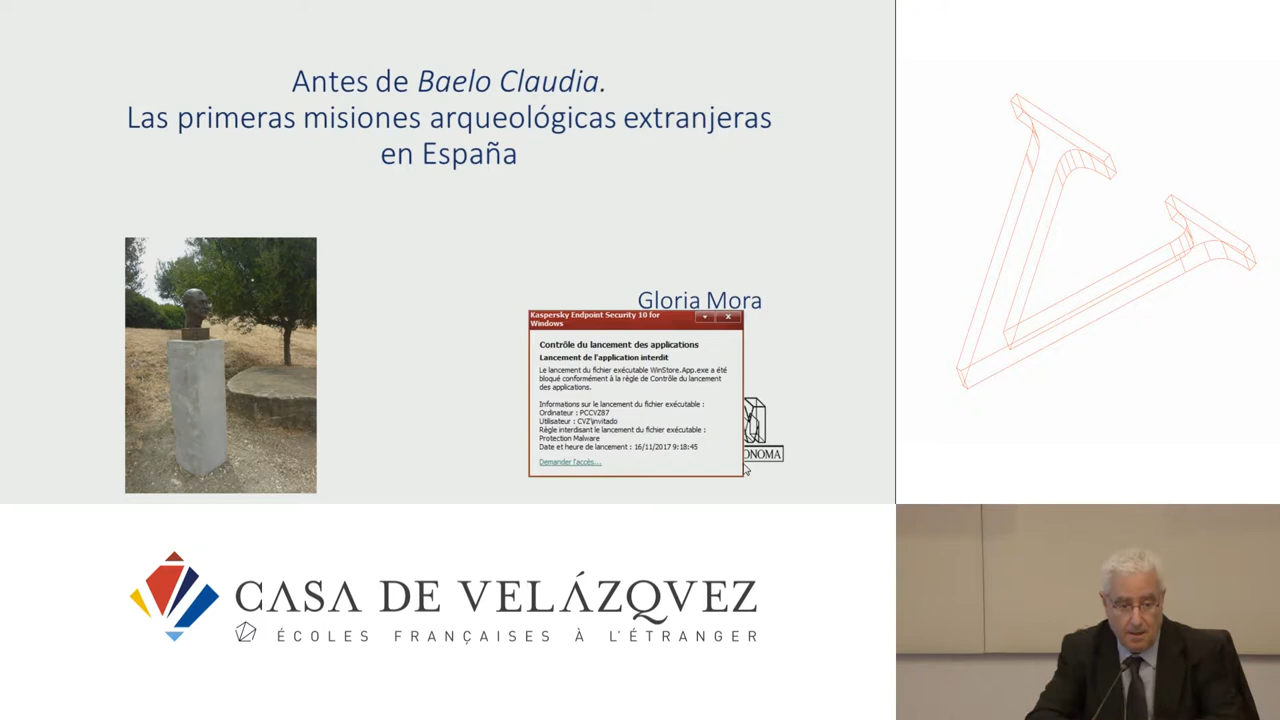 Antes de Baelo Claudia.
Las primeras misiones arqueológicas extranjeras
en España
Gloria Mora
Kaspersky Endpoint Security 10 for
Windows
Contrôle du lancement des applications
Lancement de l'application interdit
Le lancement du fichier exécutable WinStore.App.exe a été
bloqué conformément à la règle de Contrôle du lancement
des applications.
Informations sur le lancement du fichier exécutable :
Ordinateur : PCCVZ87
Utilisateur : CVZ\invitado
Règle interdisant le lancement du fichier exécutable :
Protection Malware
Date et heure de lancement : 16/11/2017 9:18:45
Demander l'accès...
ONOMA
CASA DE VELÁZQVEZ
ÉCOLES FRANÇAISES À L'ÉTRANGER